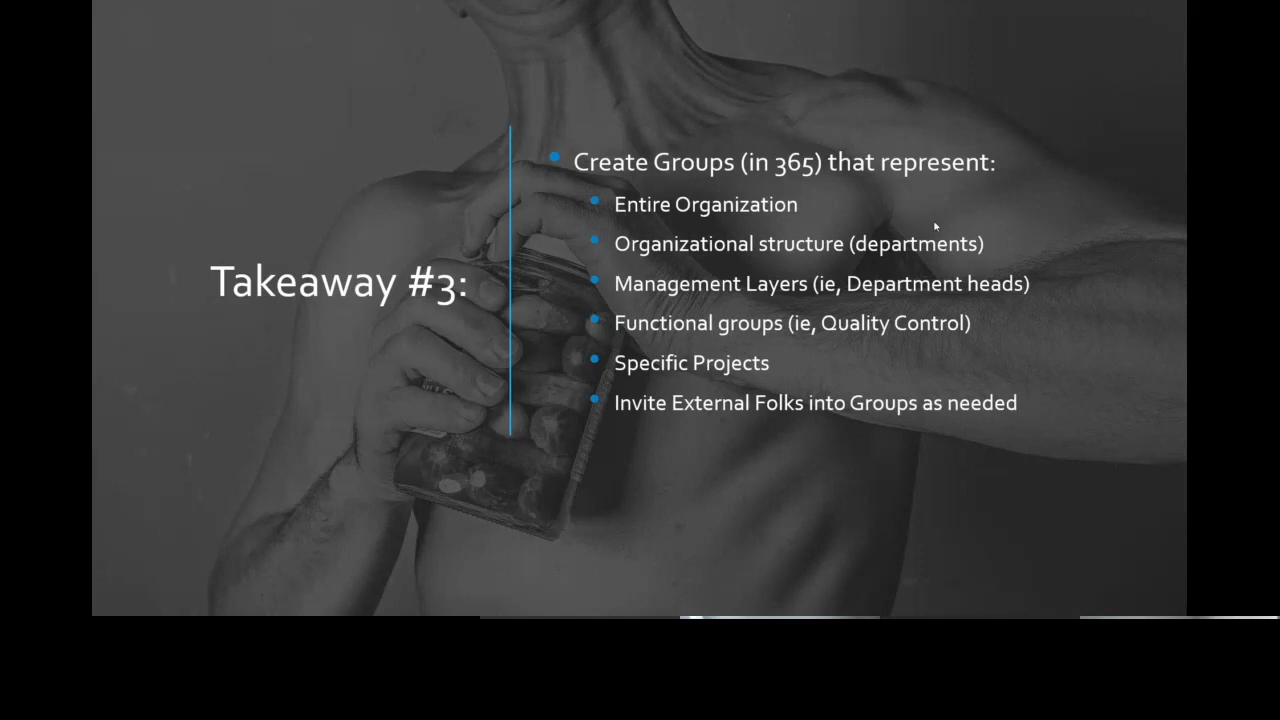 Takeaway #3:
Create Groups (in 365) that represent:
Entire Organization
Organizational structure (departments)
Management Layers (ie, Department heads)
Functional groups (ie, Quality Control)
Specific Projects
Invite External Folks into Groups as needed